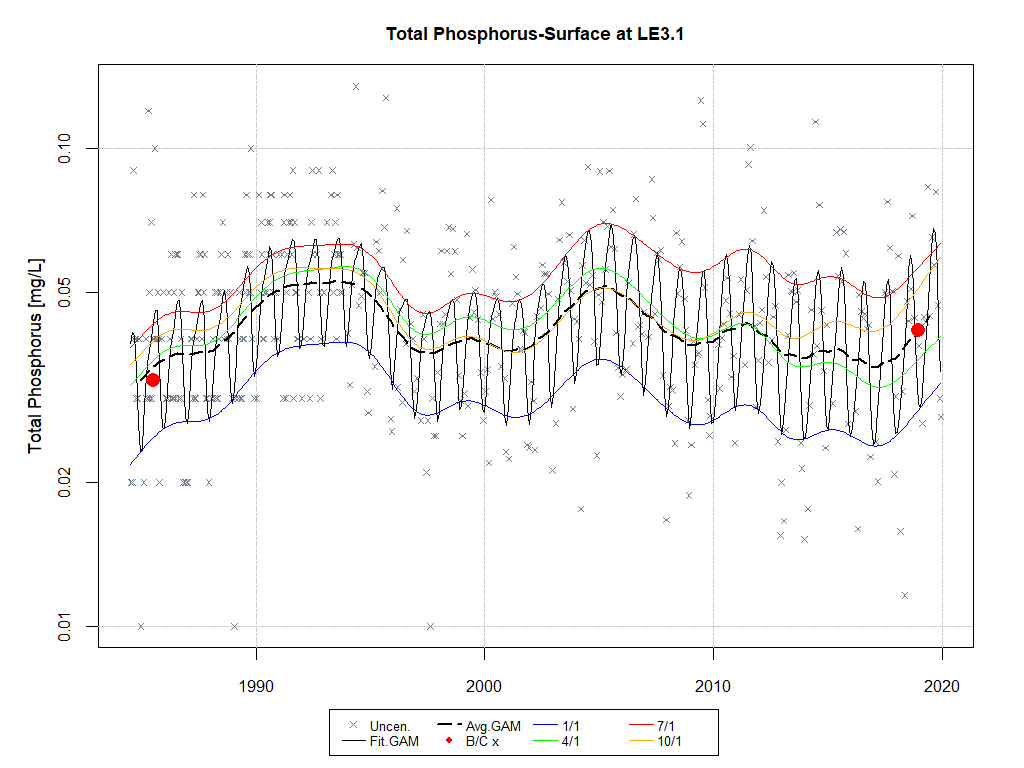 Total Phosphorus-Surface at LE3.1
Total Phosphorus [mg/L]
0.10
0.05
0.02
0.01
1990 2000 2010 2020
Uncen. Avg.GAM 1/1 7/1
Fit.GAM B/C x 4/1 10/1